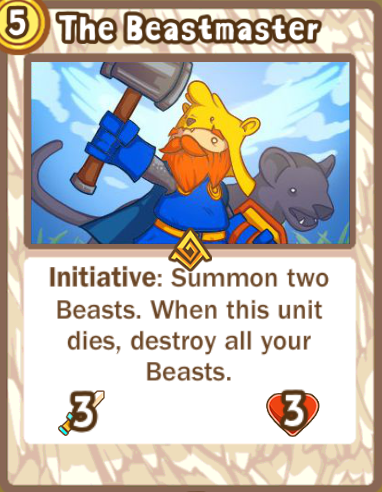 5
The Beastmaster
Initiative: Summon two
Beasts. When this unit
dies, destroy all your
Beasts.
3
3